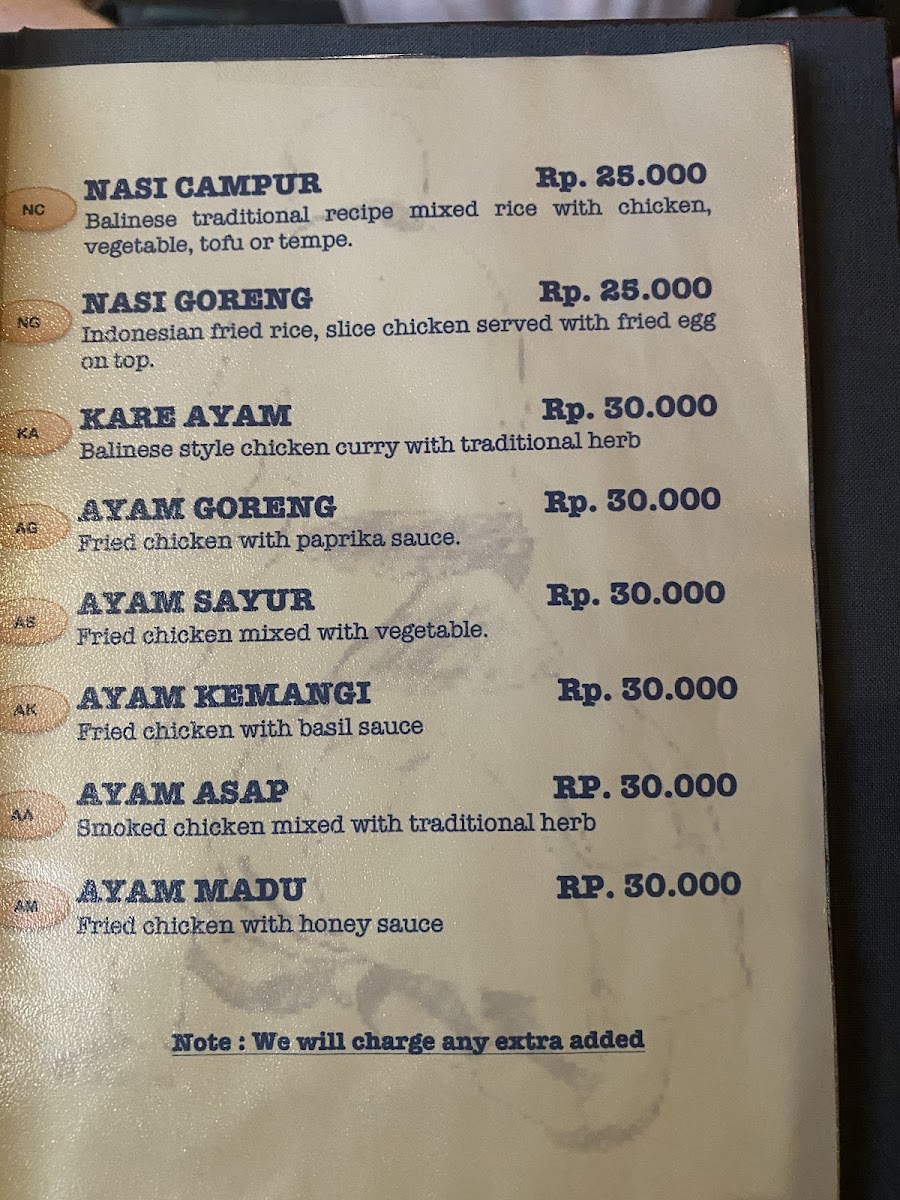 NC
NASI CAMPUR Rp. 25.000
Balinese traditional recipe mixed rice with chicken,
vegetable, tofu or tempe.
NG
NASI GORENG Rp. 25.000
Indonesian fried rice, slice chicken served with fried egg
on top.
KA
KARE AYAM Rp. 30.000
Balinese style chicken curry with traditional herb
AG
AYAM GORENG Rp. 30.000
Fried chicken with paprika sauce.
AS
AYAM SAYUR Rp. 30.000
Fried chicken mixed with vegetable.
AK
AYAM KEMANGI Rp. 30.000
Fried chicken with basil sauce
AA
AYAM ASAP RP. 30.000
Smoked chicken mixed with traditional herb
AM
AYAM MADU RP. 30.000
Fried chicken with honey sauce
Note : We will charge any extra added